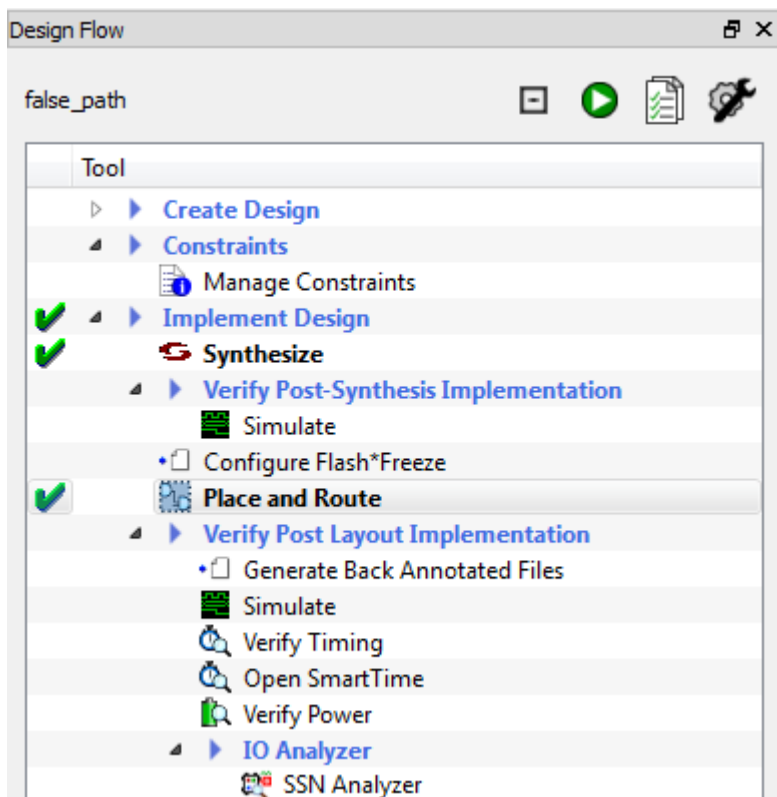 Design Flow
false_path
Tool
Create Design
Constraints
Manage Constraints
Implement Design
Synthesize
Verify Post-Synthesis Implementation
Simulate
Configure Flash*Freeze
Place and Route
Verify Post Layout Implementation
Generate Back Annotated Files
Simulate
Verify Timing
Open SmartTime
Verify Power
IO Analyzer
SSN Analyzer